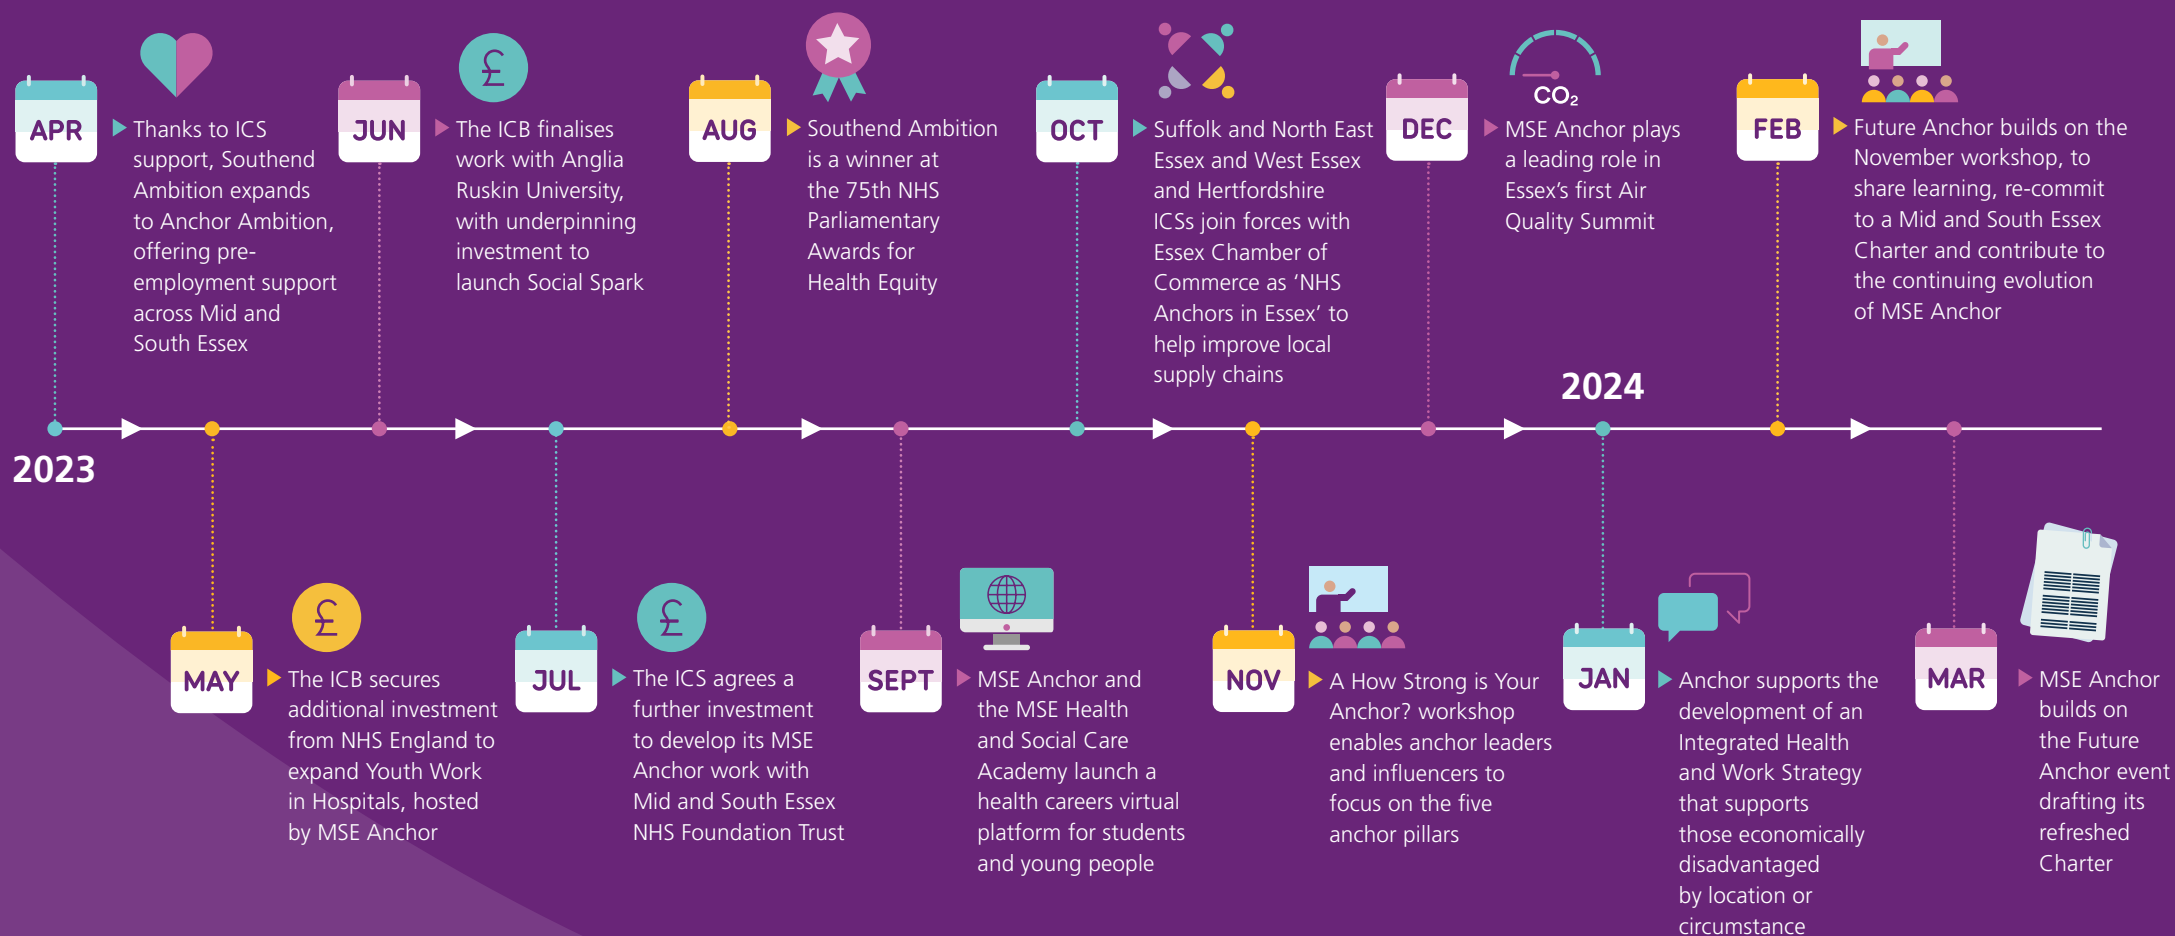 APR
Thanks to ICS
support, Southend
Ambition expands
to Anchor Ambition,
offering pre-
employment support
across Mid and
South Essex
JUN
£
The ICB finalises
work with Anglia
Ruskin University,
with underpinning
investment to
launch Social Spark
AUG
Southend Ambition
is a winner at
the 75th NHS
Parliamentary
Awards for
Health Equity
OCT
Suffolk and North East
Essex and West Essex
and Hertfordshire
ICSs join forces with
Essex Chamber of
Commerce as ‘NHS
Anchors in Essex’ to
help improve local
supply chains
DEC
CO₂
MSE Anchor plays
a leading role in
Essex’s first Air
Quality Summit
FEB
Future Anchor builds on the
November workshop, to
share learning, re-commit
to a Mid and South Essex
Charter and contribute to
the continuing evolution
of MSE Anchor
2023
2024
MAY
£
The ICB secures
additional investment
from NHS England to
expand Youth Work
in Hospitals, hosted
by MSE Anchor
JUL
£
The ICS agrees a
further investment
to develop its MSE
Anchor work with
Mid and South Essex
NHS Foundation Trust
SEPT
MSE Anchor and
the MSE Health
and Social Care
Academy launch a
health careers virtual
platform for students
and young people
NOV
A How Strong is Your
Anchor? workshop
enables anchor leaders
and influencers to
focus on the five
anchor pillars
JAN
Anchor supports the
development of an
Integrated Health
and Work Strategy
that supports
those economically
disadvantaged
by location or
circumstance
MAR
MSE Anchor
builds on
the Future
Anchor event
drafting its
refreshed
Charter